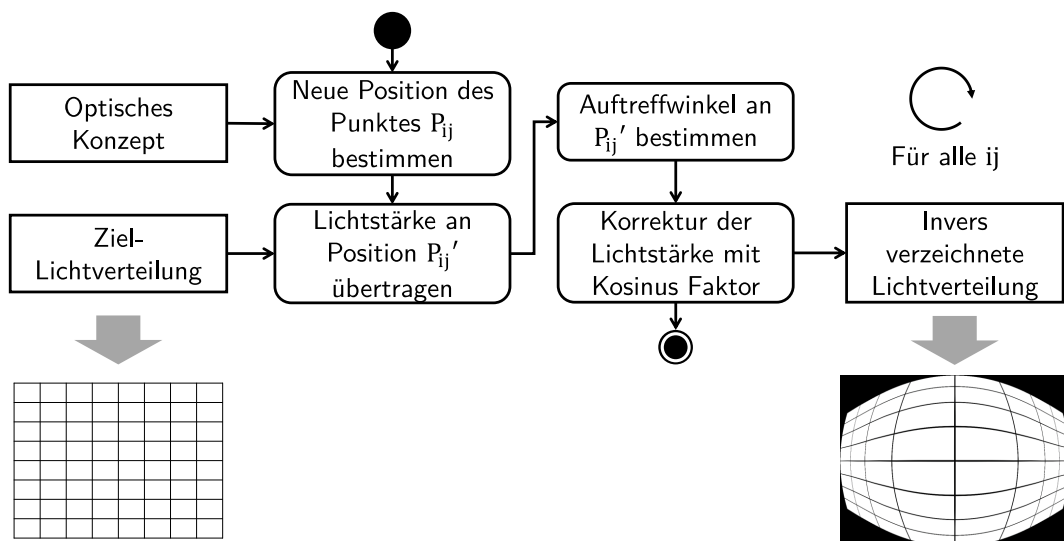 Optisches
Konzept
Neue Position des
Punktes P_ij
bestimmen
Auftreffwinkel an
P_ij' bestimmen
Für alle ij
Ziel-
Lichtverteilung
Lichtstärke an
Position P_ij'
übertragen
Korrektur der
Lichtstärke mit
Kosinus Faktor
Invers
verzeichnete
Lichtverteilung